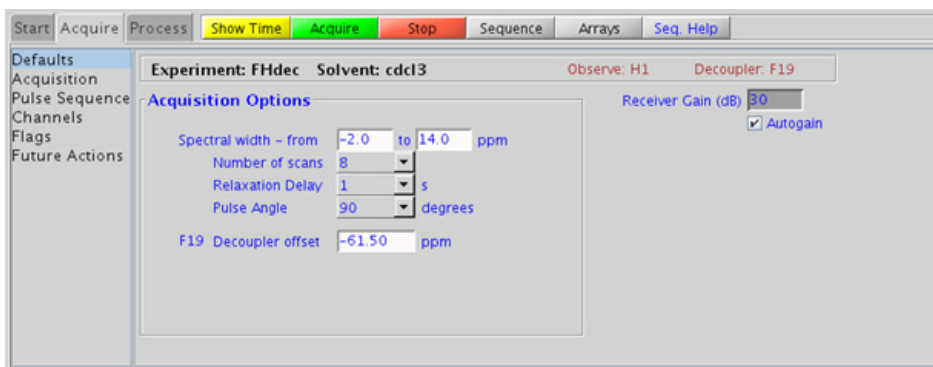 Start Acquire Process Show Time Acquire Stop Sequence Arrays Seq. Help
Defaults
Acquisition
Pulse Sequence
Channels
Flags
Future Actions
Experiment: FHdec Solvent: cdcl3 Observe: H1 Decoupler: F19
Acquisition Options
Spectral width – from -2.0 to 14.0 ppm
Number of scans 8
Relaxation Delay 1 s
Pulse Angle 90 degrees
F19 Decoupler offset -61.50 ppm
Receiver Gain (dB) 30
Autogain